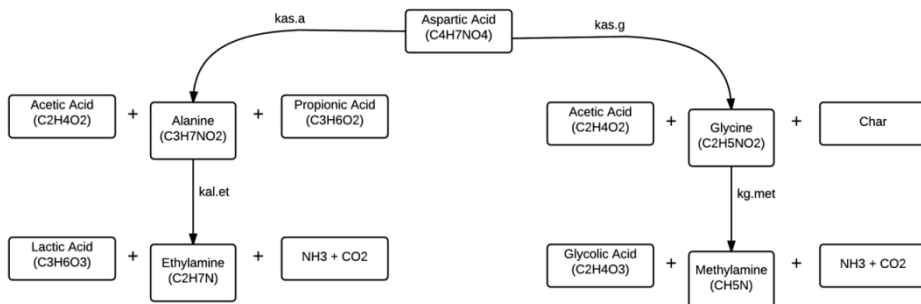 kas.a
Aspartic Acid
(C4H7NO4)
kas.g
Acetic Acid
(C2H4O2)
+
Alanine
(C3H7NO2)
+
Propionic Acid
(C3H6O2)
Acetic Acid
(C2H4O2)
+
Glycine
(C2H5NO2)
+
Char
kal.et
kg.met
Lactic Acid
(C3H6O3)
+
Ethylamine
(C2H7N)
+
NH3 + CO2
Glycolic Acid
(C2H4O3)
+
Methylamine
(CH5N)
+
NH3 + CO2